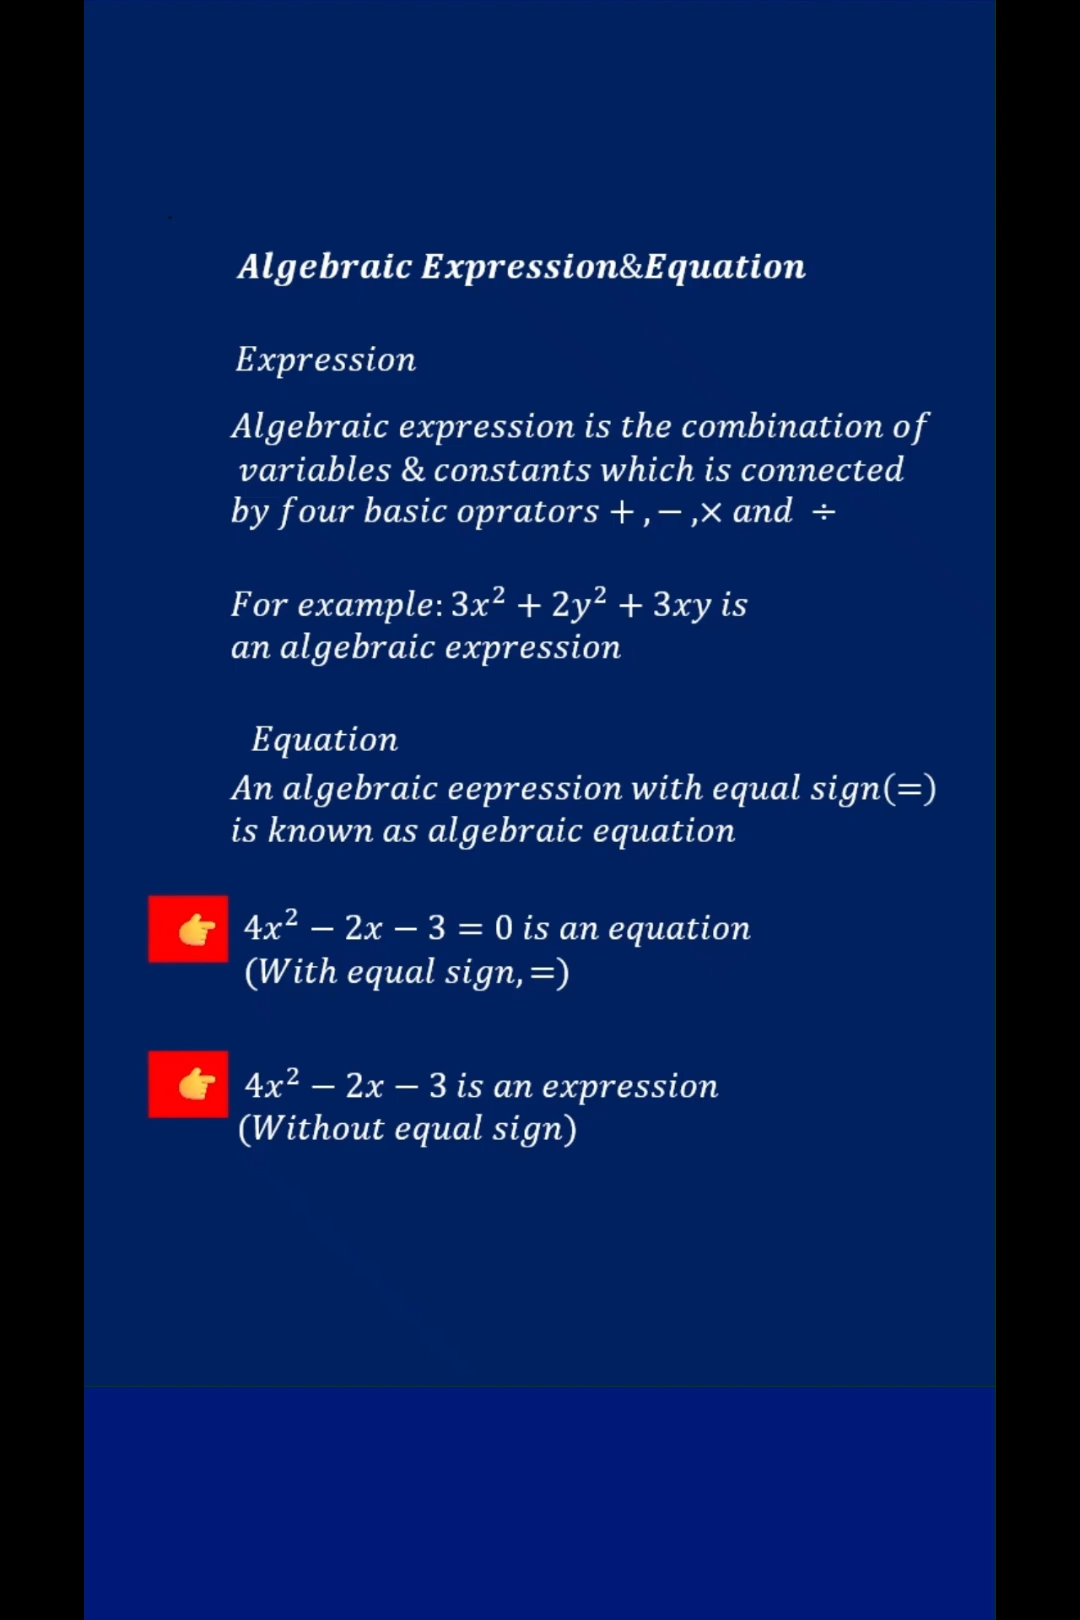 Algebraic Expression&Equation
Expression
Algebraic expression is the combination of
variables & constants which is connected
by four basic oprators +,−,× and ÷
For example: 3x² + 2y² + 3xy is
an algebraic expression
Equation
An algebraic eepression with equal sign(=)
is known as algebraic equation
4x² − 2x − 3 = 0 is an equation
(With equal sign,=)
4x² − 2x − 3 is an expression
(Without equal sign)